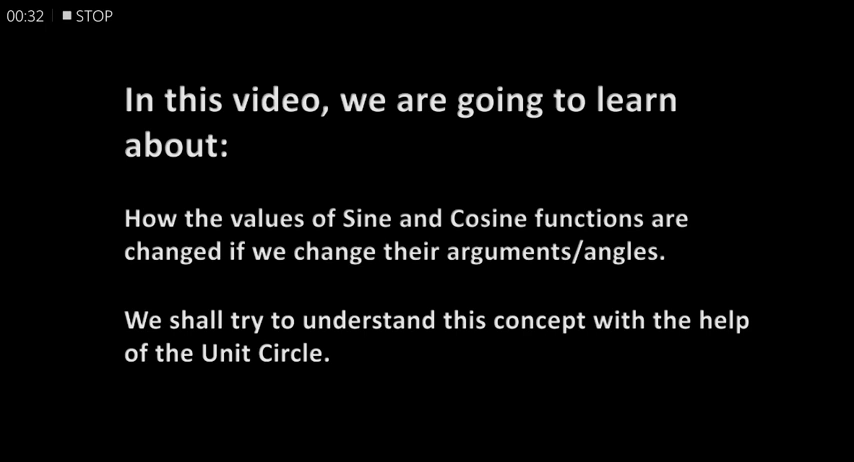 00:32 STOP
In this video, we are going to learn
about:
How the values of Sine and Cosine functions are
changed if we change their arguments/angles.
We shall try to understand this concept with the help
of the Unit Circle.